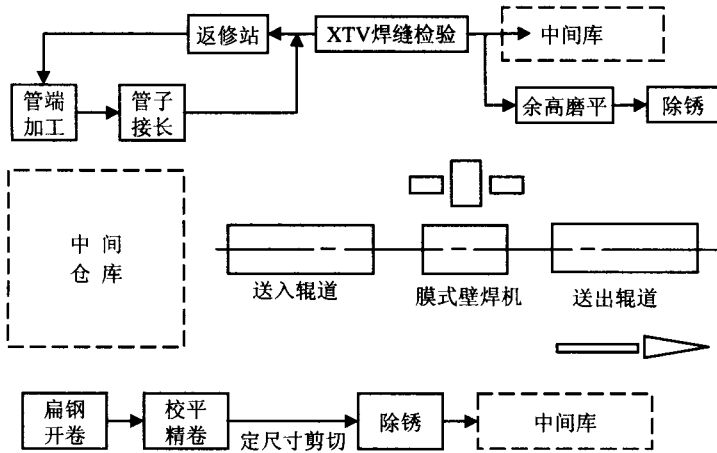 返修站
XTV焊缝检验
中间库
管端
加工
管子
接长
余高磨平
除锈
中 间
仓 库
送入辊道
膜式壁焊机
送出辊道
扁钢
开卷
校平
精卷
定尺寸剪切
除锈
中间库